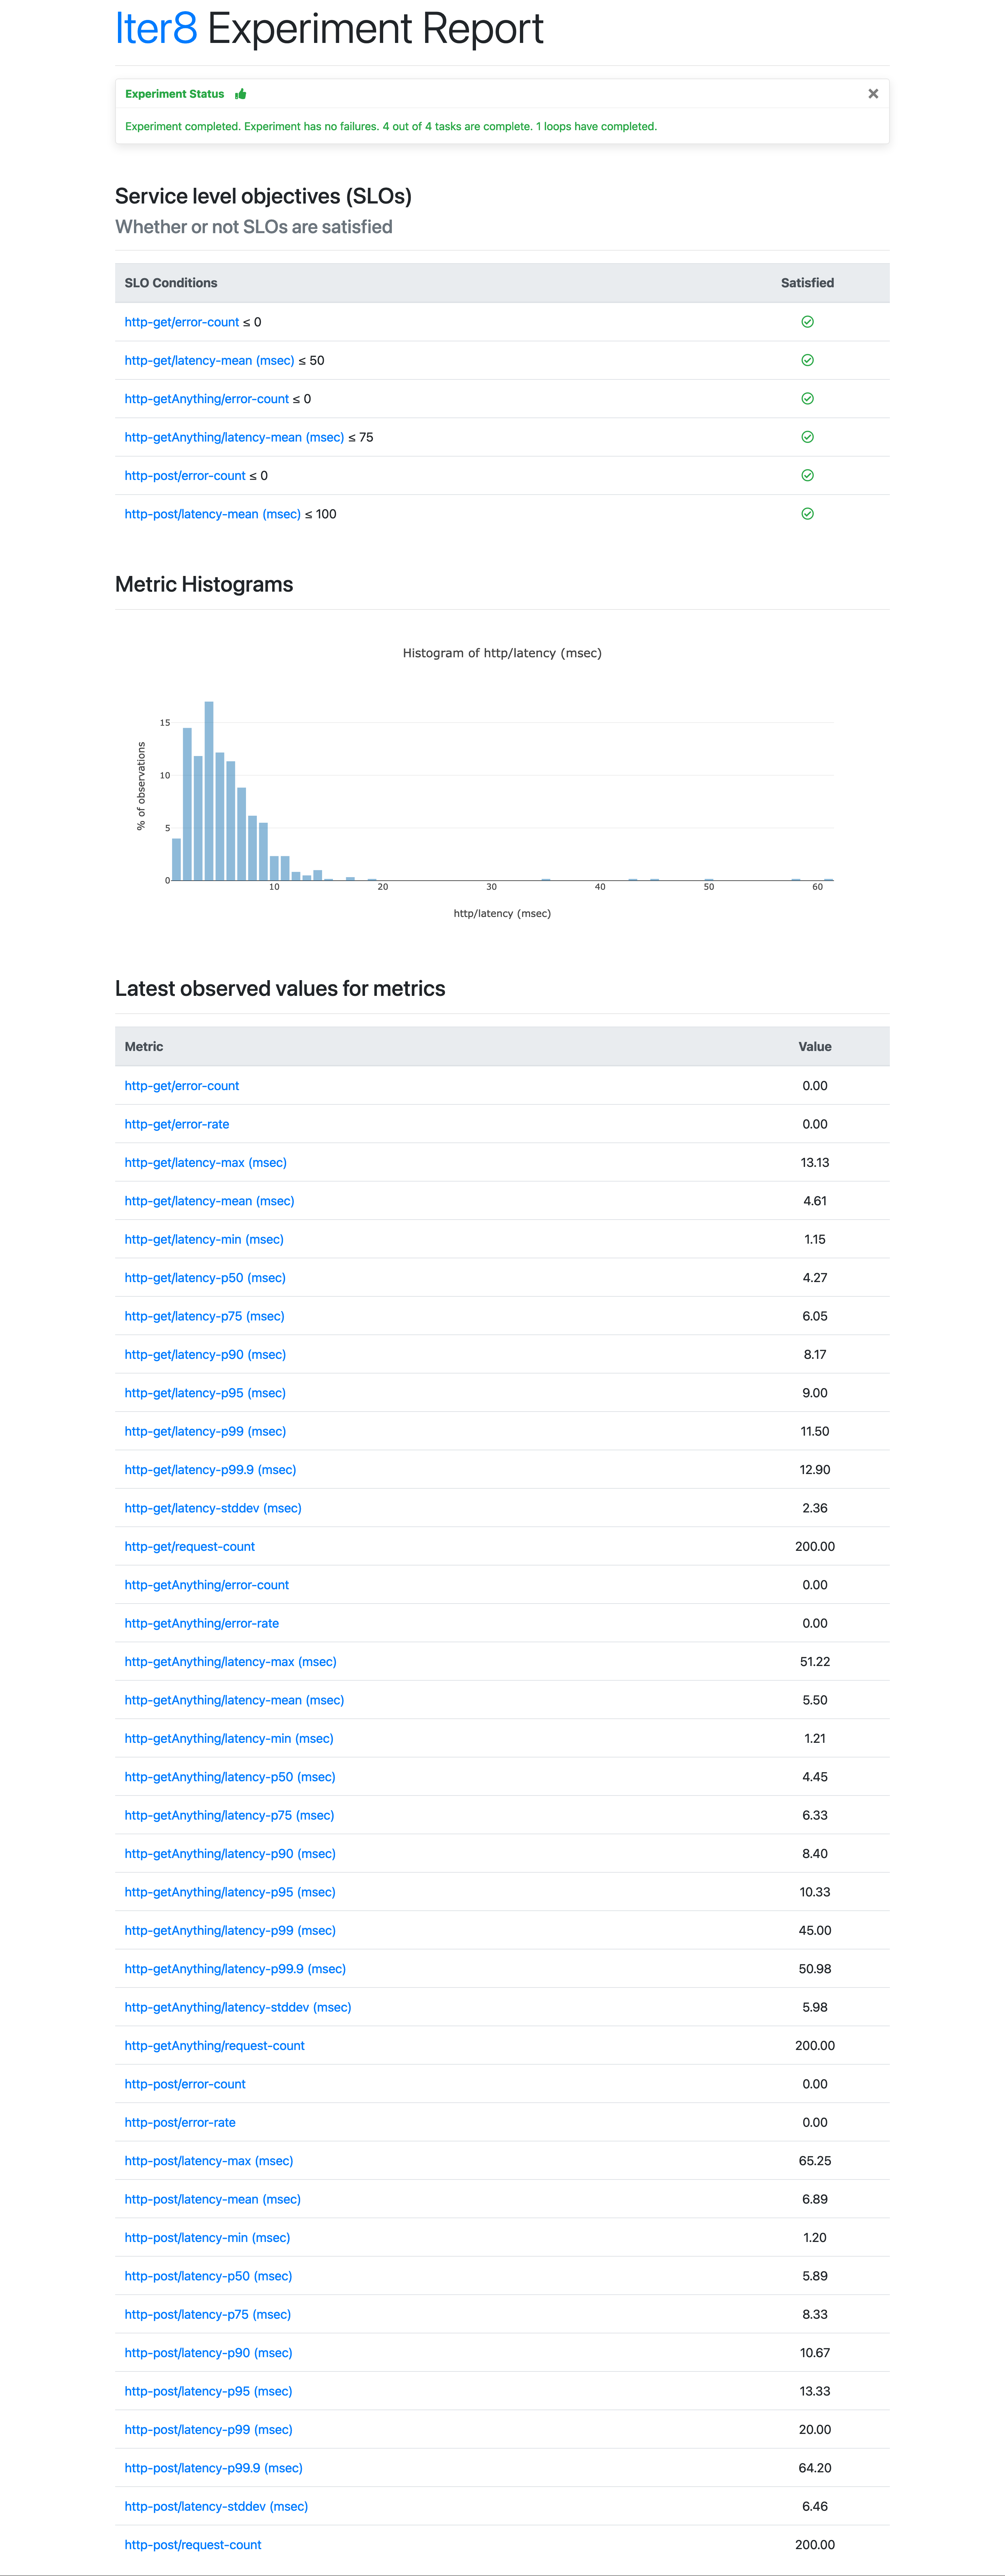 Iter8 Experiment Report
Experiment Status
Experiment completed. Experiment has no failures. 4 out of 4 tasks are complete. 1 loops have completed.
Service level objectives (SLOs)
Whether or not SLOs are satisfied
SLO Conditions Satisfied
http-get/error-count ≤ 0
http-get/latency-mean (msec) ≤ 50
http-getAnything/error-count ≤ 0
http-getAnything/latency-mean (msec) ≤ 75
http-post/error-count ≤ 0
http-post/latency-mean (msec) ≤ 100
Metric Histograms
Histogram of http/latency (msec)
% of observations
15
10
5
0
10 20 30 40 50 60
http/latency (msec)
Latest observed values for metrics
Metric Value
http-get/error-count 0.00
http-get/error-rate 0.00
http-get/latency-max (msec) 13.13
http-get/latency-mean (msec) 4.61
http-get/latency-min (msec) 1.15
http-get/latency-p50 (msec) 4.27
http-get/latency-p75 (msec) 6.05
http-get/latency-p90 (msec) 8.17
http-get/latency-p95 (msec) 9.00
http-get/latency-p99 (msec) 11.50
http-get/latency-p99.9 (msec) 12.90
http-get/latency-stddev (msec) 2.36
http-get/request-count 200.00
http-getAnything/error-count 0.00
http-getAnything/error-rate 0.00
http-getAnything/latency-max (msec) 51.22
http-getAnything/latency-mean (msec) 5.50
http-getAnything/latency-min (msec) 1.21
http-getAnything/latency-p50 (msec) 4.45
http-getAnything/latency-p75 (msec) 6.33
http-getAnything/latency-p90 (msec) 8.40
http-getAnything/latency-p95 (msec) 10.33
http-getAnything/latency-p99 (msec) 45.00
http-getAnything/latency-p99.9 (msec) 50.98
http-getAnything/latency-stddev (msec) 5.98
http-getAnything/request-count 200.00
http-post/error-count 0.00
http-post/error-rate 0.00
http-post/latency-max (msec) 65.25
http-post/latency-mean (msec) 6.89
http-post/latency-min (msec) 1.20
http-post/latency-p50 (msec) 5.89
http-post/latency-p75 (msec) 8.33
http-post/latency-p90 (msec) 10.67
http-post/latency-p95 (msec) 13.33
http-post/latency-p99 (msec) 20.00
http-post/latency-p99.9 (msec) 64.20
http-post/latency-stddev (msec) 6.46
http-post/request-count 200.00